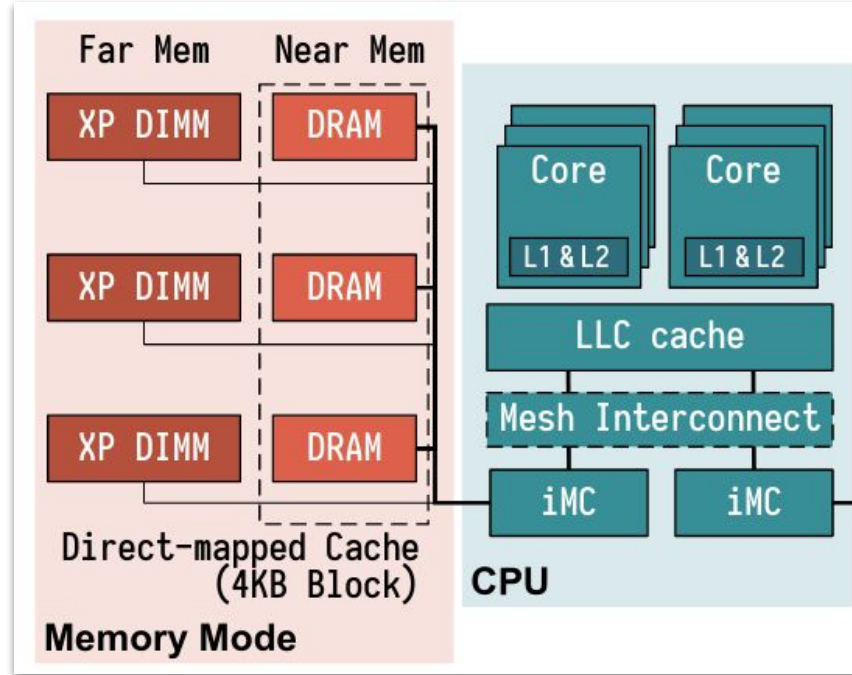 Far Mem
Near Mem
XP DIMM
DRAM
XP DIMM
DRAM
XP DIMM
DRAM
Direct-mapped Cache
(4KB Block)
Memory Mode
Core
Core
L1 & L2
L1 & L2
LLC cache
Mesh Interconnect
iMC
iMC
CPU